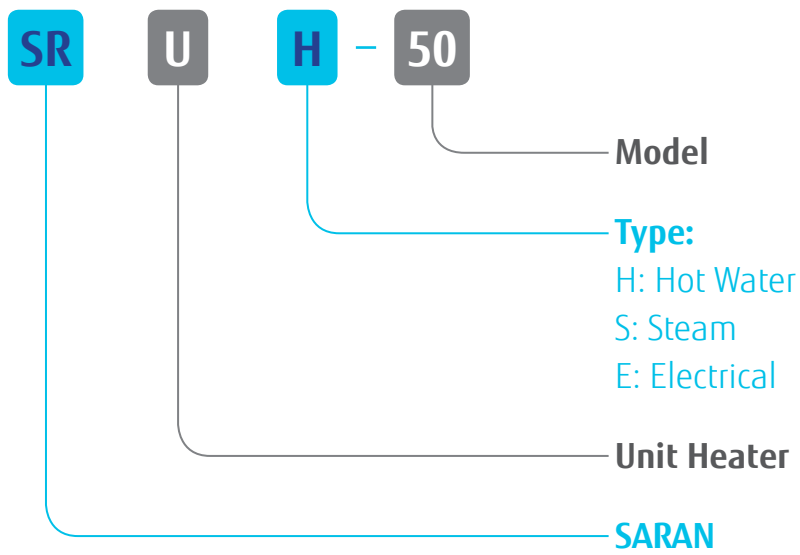 SR U H – 50
Model
Type:
H: Hot Water
S: Steam
E: Electrical
Unit Heater
SARAN